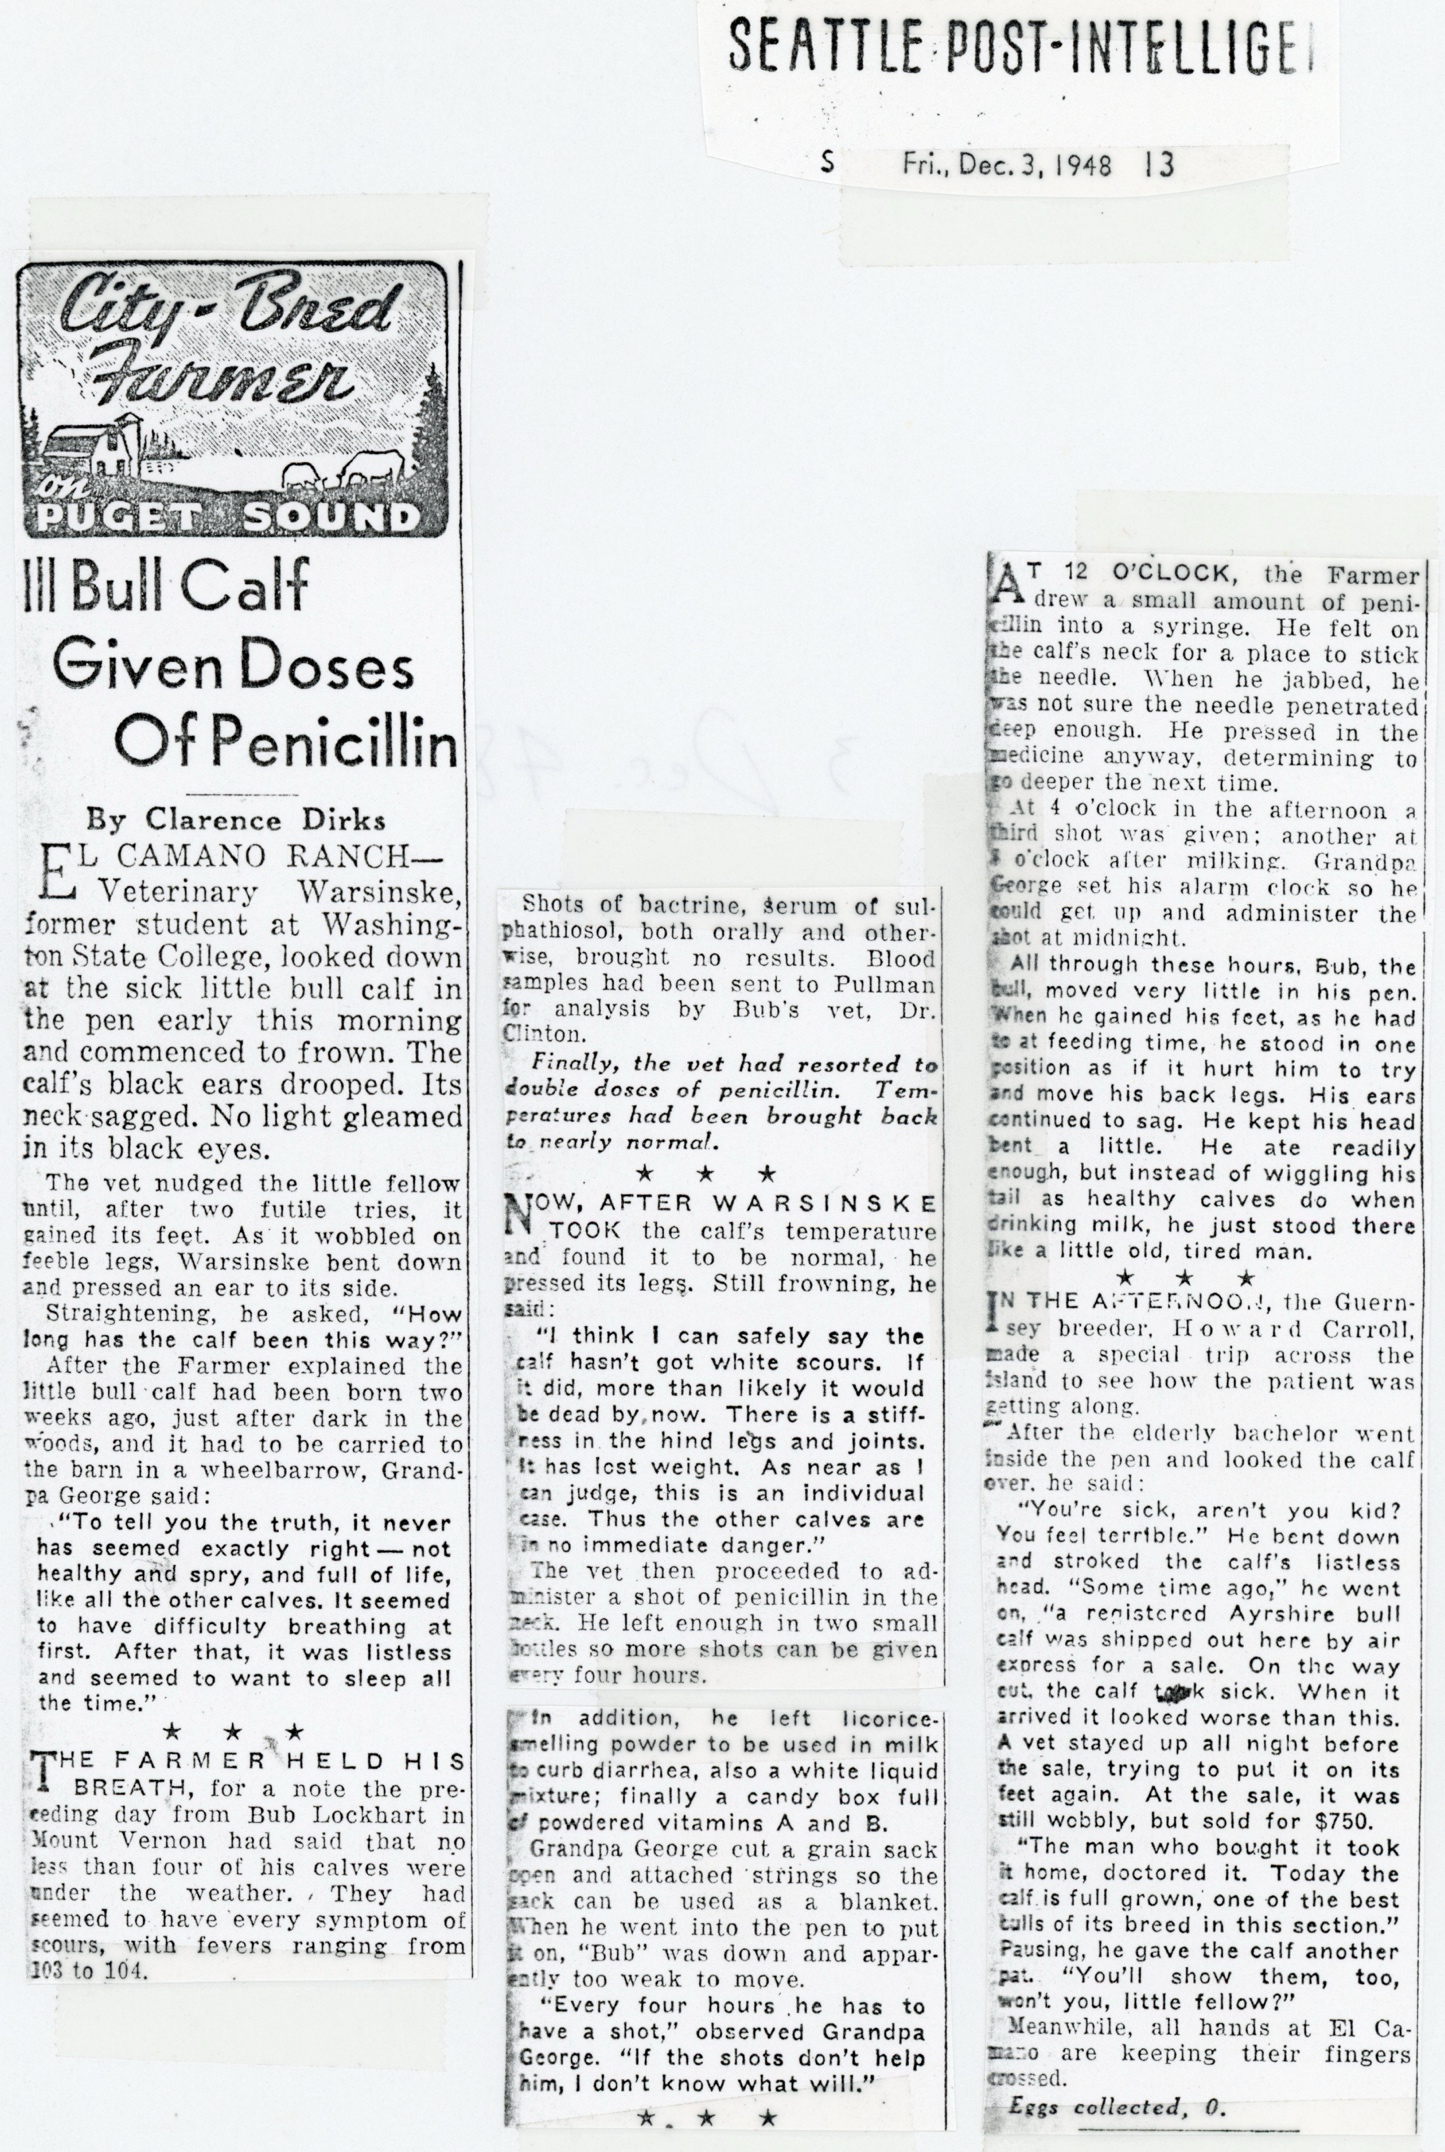 SEATTLE POST-INTELLIGE
S Fri., Dec. 3, 1948 13
City-Bred
Farmer
on
PUGET SOUND
Ill Bull Calf
Given Doses
Of Penicillin
By Clarence Dirks
EL CAMANO RANCH—
Veterinary Warsinske,
former student at Washing-
ton State College, looked down
at the sick little bull calf in
the pen early this morning
and commenced to frown. The
calf's black ears drooped. Its
neck sagged. No light gleamed
in its black eyes.
The vet nudged the little fellow
until, after two futile tries, it
gained its feet. As it wobbled on
feeble legs, Warsinske bent down
and pressed an ear to its side.
Straightening, he asked, "How
long has the calf been this way?"
After the Farmer explained the
little bull calf had been born two
weeks ago, just after dark in the
woods, and it had to be carried to
the barn in a wheelbarrow, Grand-
pa George said:
"To tell you the truth, it never
has seemed exactly right—not
healthy and spry, and full of life,
like all the other calves. It seemed
to have difficulty breathing at
first. After that, it was listless
and seemed to want to sleep all
the time."
★ ★ ★
THE FARMER HELD HIS
BREATH, for a note the pre-
ceding day from Bub Lockhart in
Mount Vernon had said that no
less than four of his calves were
under the weather. They had
seemed to have every symptom of
scours, with fevers ranging from
103 to 104.
Shots of bactrine, serum of sul-
phathiosol, both orally and other-
wise, brought no results. Blood
samples had been sent to Pullman
for analysis by Bub's vet, Dr.
Clinton.
Finally, the vet had resorted to
double doses of penicillin. Tem-
peratures had been brought back
to nearly normal.
★ ★ ★
NOW, AFTER WARSINSKE
TOOK the calf's temperature
and found it to be normal, he
pressed its legs. Still frowning, he
said:
"I think I can safely say the
calf hasn't got white scours. If
it did, more than likely it would
be dead by now. There is a stiff-
ness in the hind legs and joints.
It has lost weight. As near as I
can judge, this is an individual
case. Thus the other calves are
in no immediate danger."
The vet then proceeded to ad-
minister a shot of penicillin in the
neck. He left enough in two small
bottles so more shots can be given
every four hours.
In addition, he left licorice-
smelling powder to be used in milk
to curb diarrhea, also a white liquid
mixture; finally a candy box full
of powdered vitamins A and B.
Grandpa George cut a grain sack
open and attached strings so the
sack can be used as a blanket.
When he went into the pen to put
it on, "Bub" was down and appar-
ently too weak to move.
"Every four hours he has to
have a shot," observed Grandpa
George. "If the shots don't help
him, I don't know what will."
★ ★ ★
AT 12 O'CLOCK, the Farmer
drew a small amount of peni-
cillin into a syringe. He felt on
the calf's neck for a place to stick
the needle. When he jabbed, he
was not sure the needle penetrated
deep enough. He pressed in the
medicine anyway, determining to
go deeper the next time.
At 4 o'clock in the afternoon a
third shot was given; another at
o'clock after milking. Grandpa
George set his alarm clock so he
could get up and administer the
shot at midnight.
All through these hours, Bub, the
bull, moved very little in his pen.
When he gained his feet, as he had
to at feeding time, he stood in one
position as if it hurt him to try
and move his back legs. His ears
continued to sag. He kept his head
bent a little. He ate readily
enough, but instead of wiggling his
tail as healthy calves do when
drinking milk, he just stood there
like a little old, tired man.
★ ★ ★
IN THE AFTERNOON, the Guern-
sey breeder, Howard Carroll,
made a special trip across the
island to see how the patient was
getting along.
After the elderly bachelor went
inside the pen and looked the calf
over, he said:
"You're sick, aren't you kid?
You feel terrible." He bent down
and stroked the calf's listless
head. "Some time ago," he went
on, "a registered Ayrshire bull
calf was shipped out here by air
express for a sale. On the way
out, the calf took sick. When it
arrived it looked worse than this.
A vet stayed up all night before
the sale, trying to put it on its
feet again. At the sale, it was
still wobbly, but sold for $750.
"The man who bought it took
it home, doctored it. Today the
calf is full grown, one of the best
bulls of its breed in this section."
Pausing, he gave the calf another
pat. "You'll show them, too,
won't you, little fellow?"
Meanwhile, all hands at El Ca-
mano are keeping their fingers
crossed.
Eggs collected, 0.